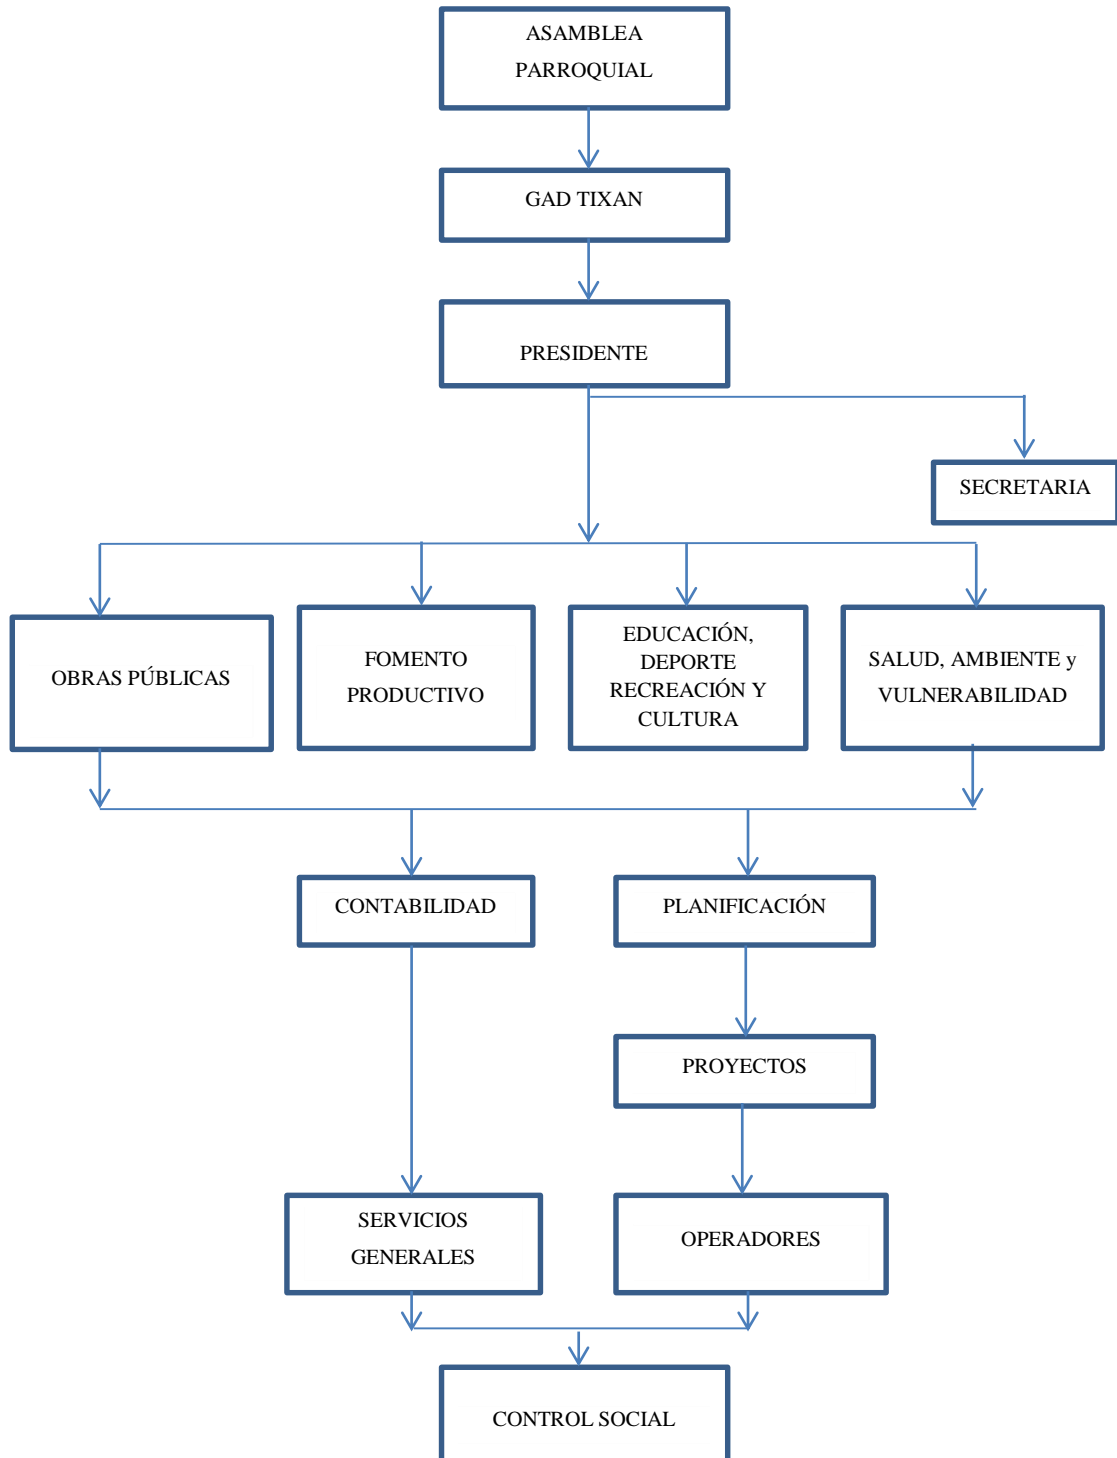 ASAMBLEA
PARROQUIAL
GAD TIXAN
PRESIDENTE
SECRETARIA
OBRAS PÚBLICAS
FOMENTO
PRODUCTIVO
EDUCACIÓN,
DEPORTE
RECREACIÓN Y
CULTURA
SALUD, AMBIENTE y
VULNERABILIDAD
CONTABILIDAD
PLANIFICACIÓN
PROYECTOS
SERVICIOS
GENERALES
OPERADORES
CONTROL SOCIAL